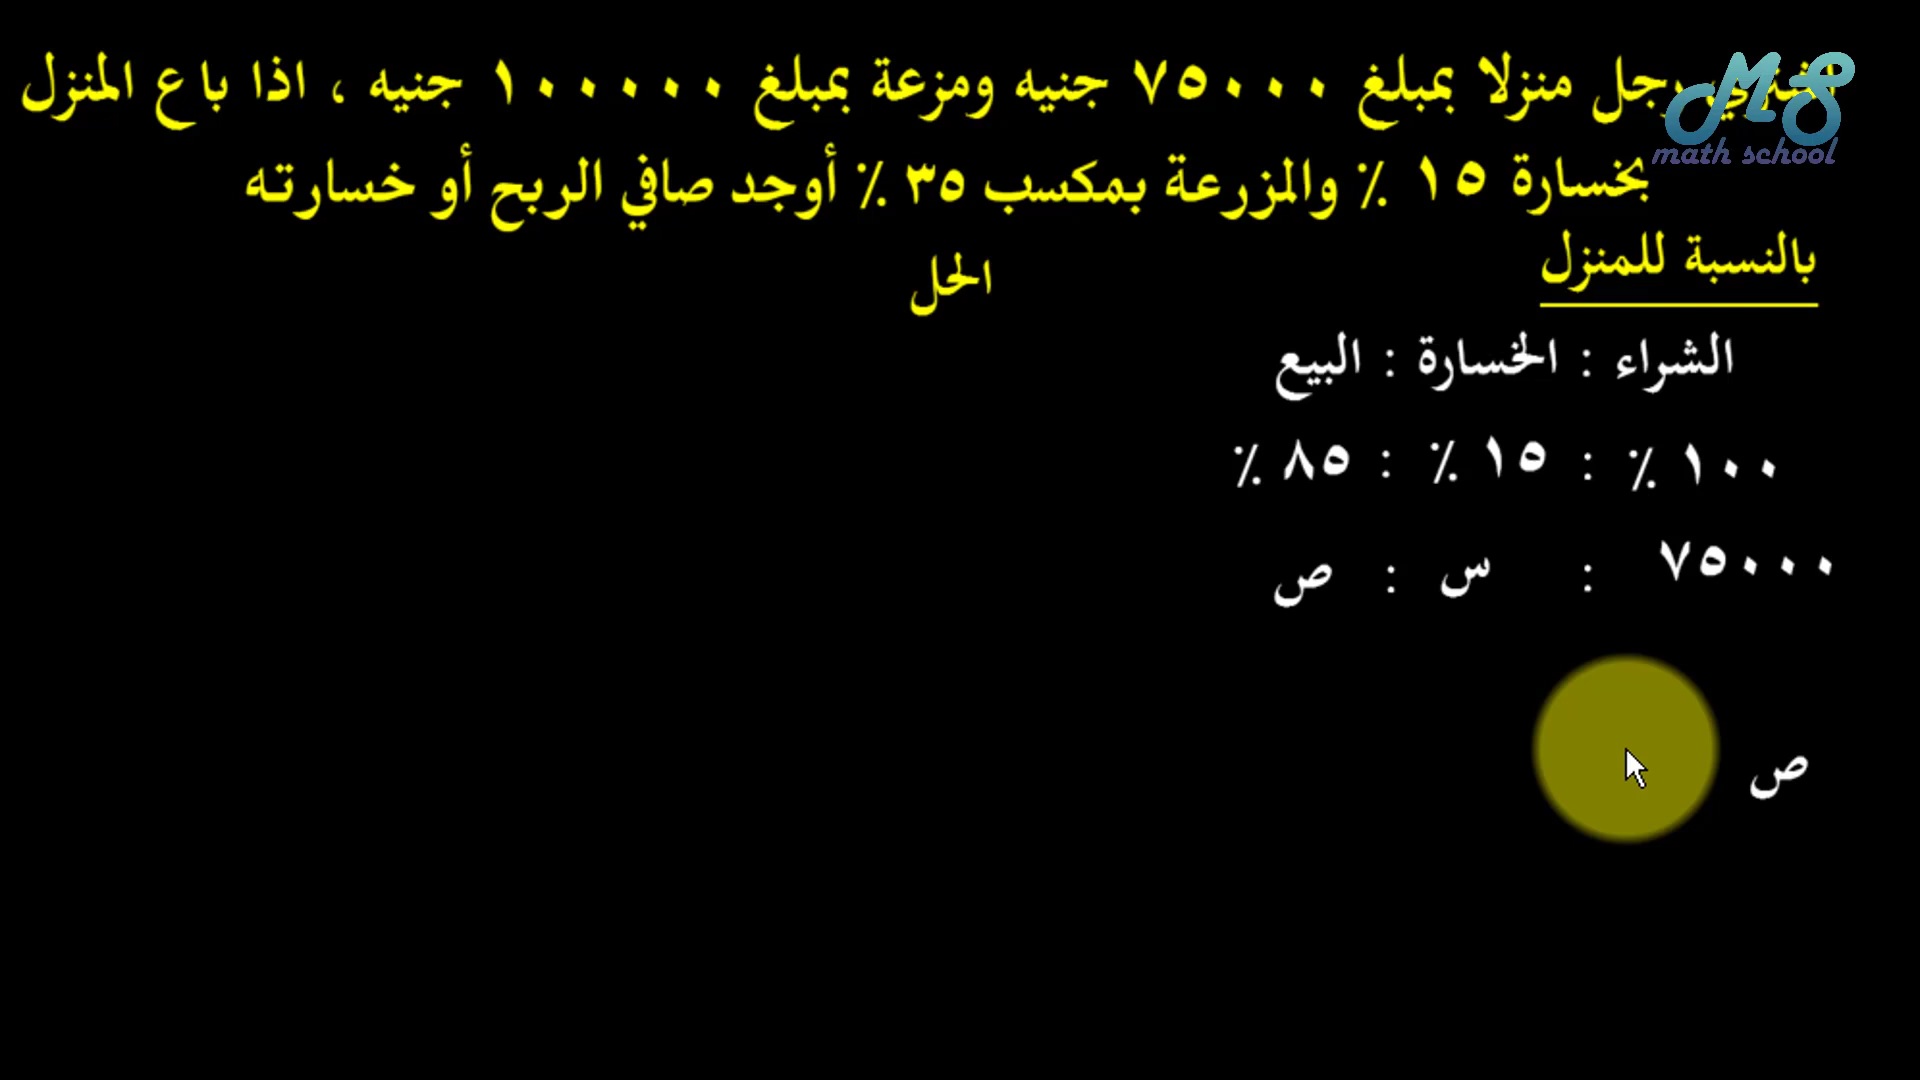 رجل منزلا بمبلغ ٧٥٠٠٠ جنيه ومزعة بمبلغ ١٠٠٠٠٠ جنيه ، اذا باع المنزل
بخسارة ١٥ ٪ والمزرعة بمكسب ٣٥ ٪ أوجد صافي الربح أو خسارته
MS
math school
الحل
بالنسبة للمنزل
الشراء : الخسارة : البيع
١٠٠ ٪ : ١٥ ٪ : ٨٥ ٪
٧٥٠٠٠ : س : ص
ص